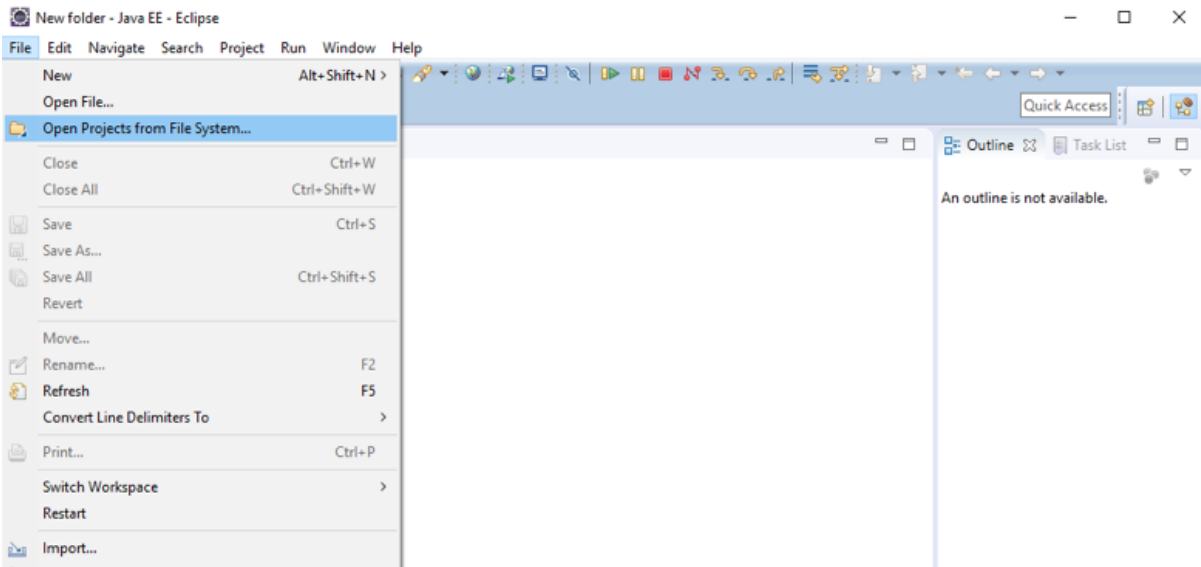 New folder - Java EE - Eclipse
File Edit Navigate Search Project Run Window Help
New Alt+Shift+N >
Open File...
Quick Access
Open Projects from File System...
Outline Task List
Close Ctrl+W
Close All Ctrl+Shift+W
An outline is not available.
Save Ctrl+S
Save As...
Save All Ctrl+Shift+S
Revert
Move...
Rename... F2
Refresh F5
Convert Line Delimiters To >
Print... Ctrl+P
Switch Workspace >
Restart
Import...